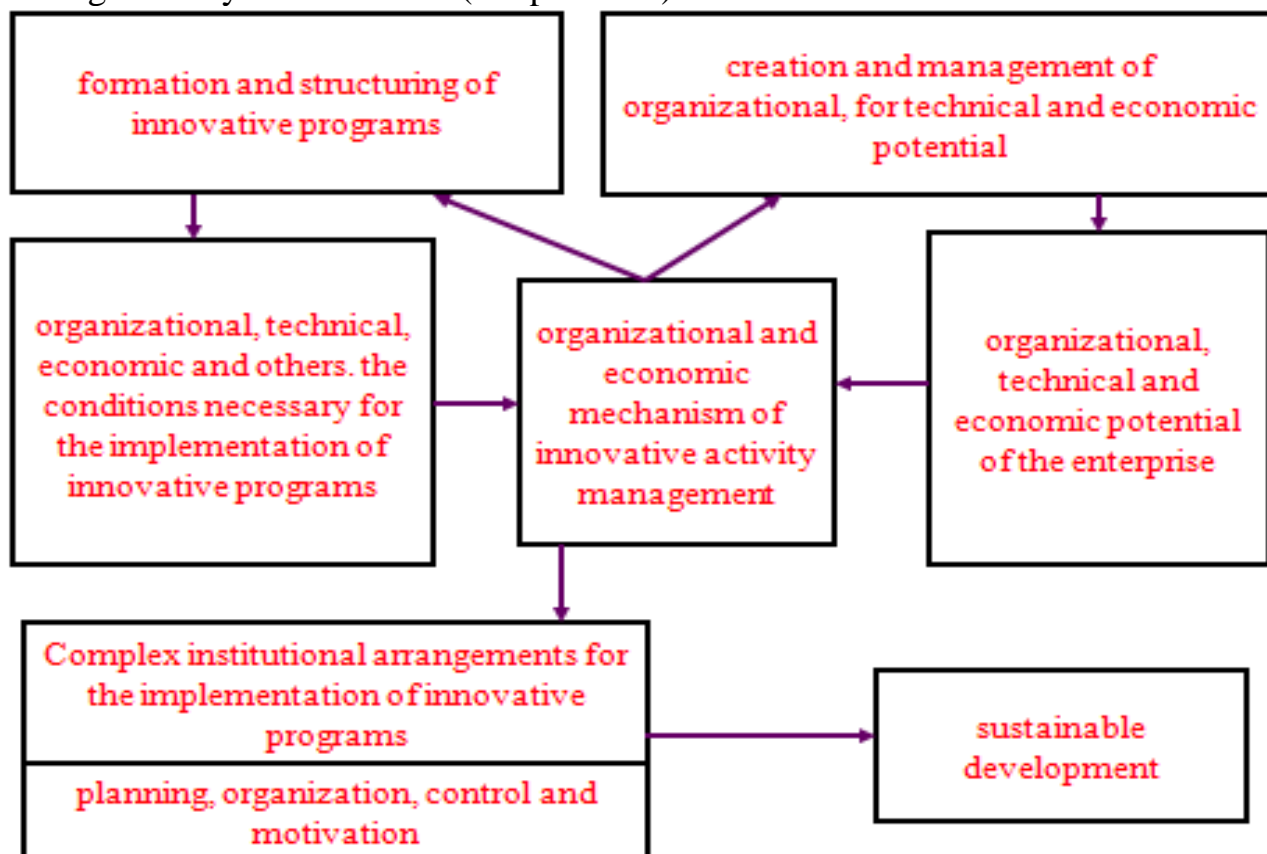 formation and structuring of
innovative programs
creation and management of
organizational, for technical and economic
potential
organizational, technical,
economic and others. the
conditions necessary for
the implementation of
innovative programs
organizational and
economic
mechanism of
innovative activity
management
organizational,
technical and
economic potential
of the enterprise
Complex institutional arrangements for
the implementation of innovative
programs
planning, organization, control and
motivation
sustainable
development